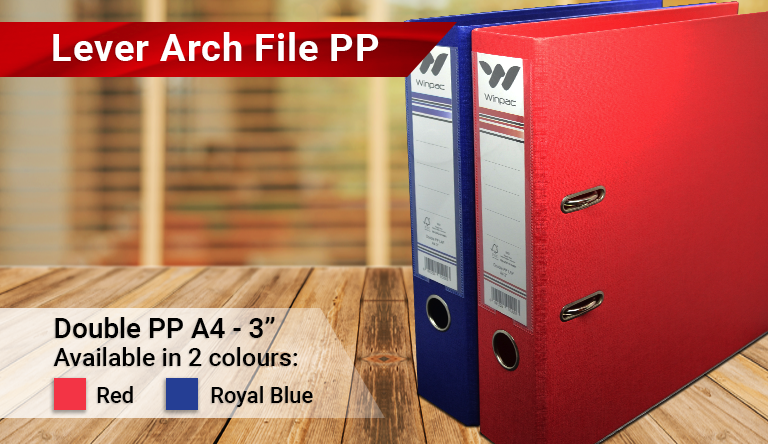 Lever Arch File PP
Winpac
Winpac
Double PP A4 - 3”
Available in 2 colours:
Red
Royal Blue